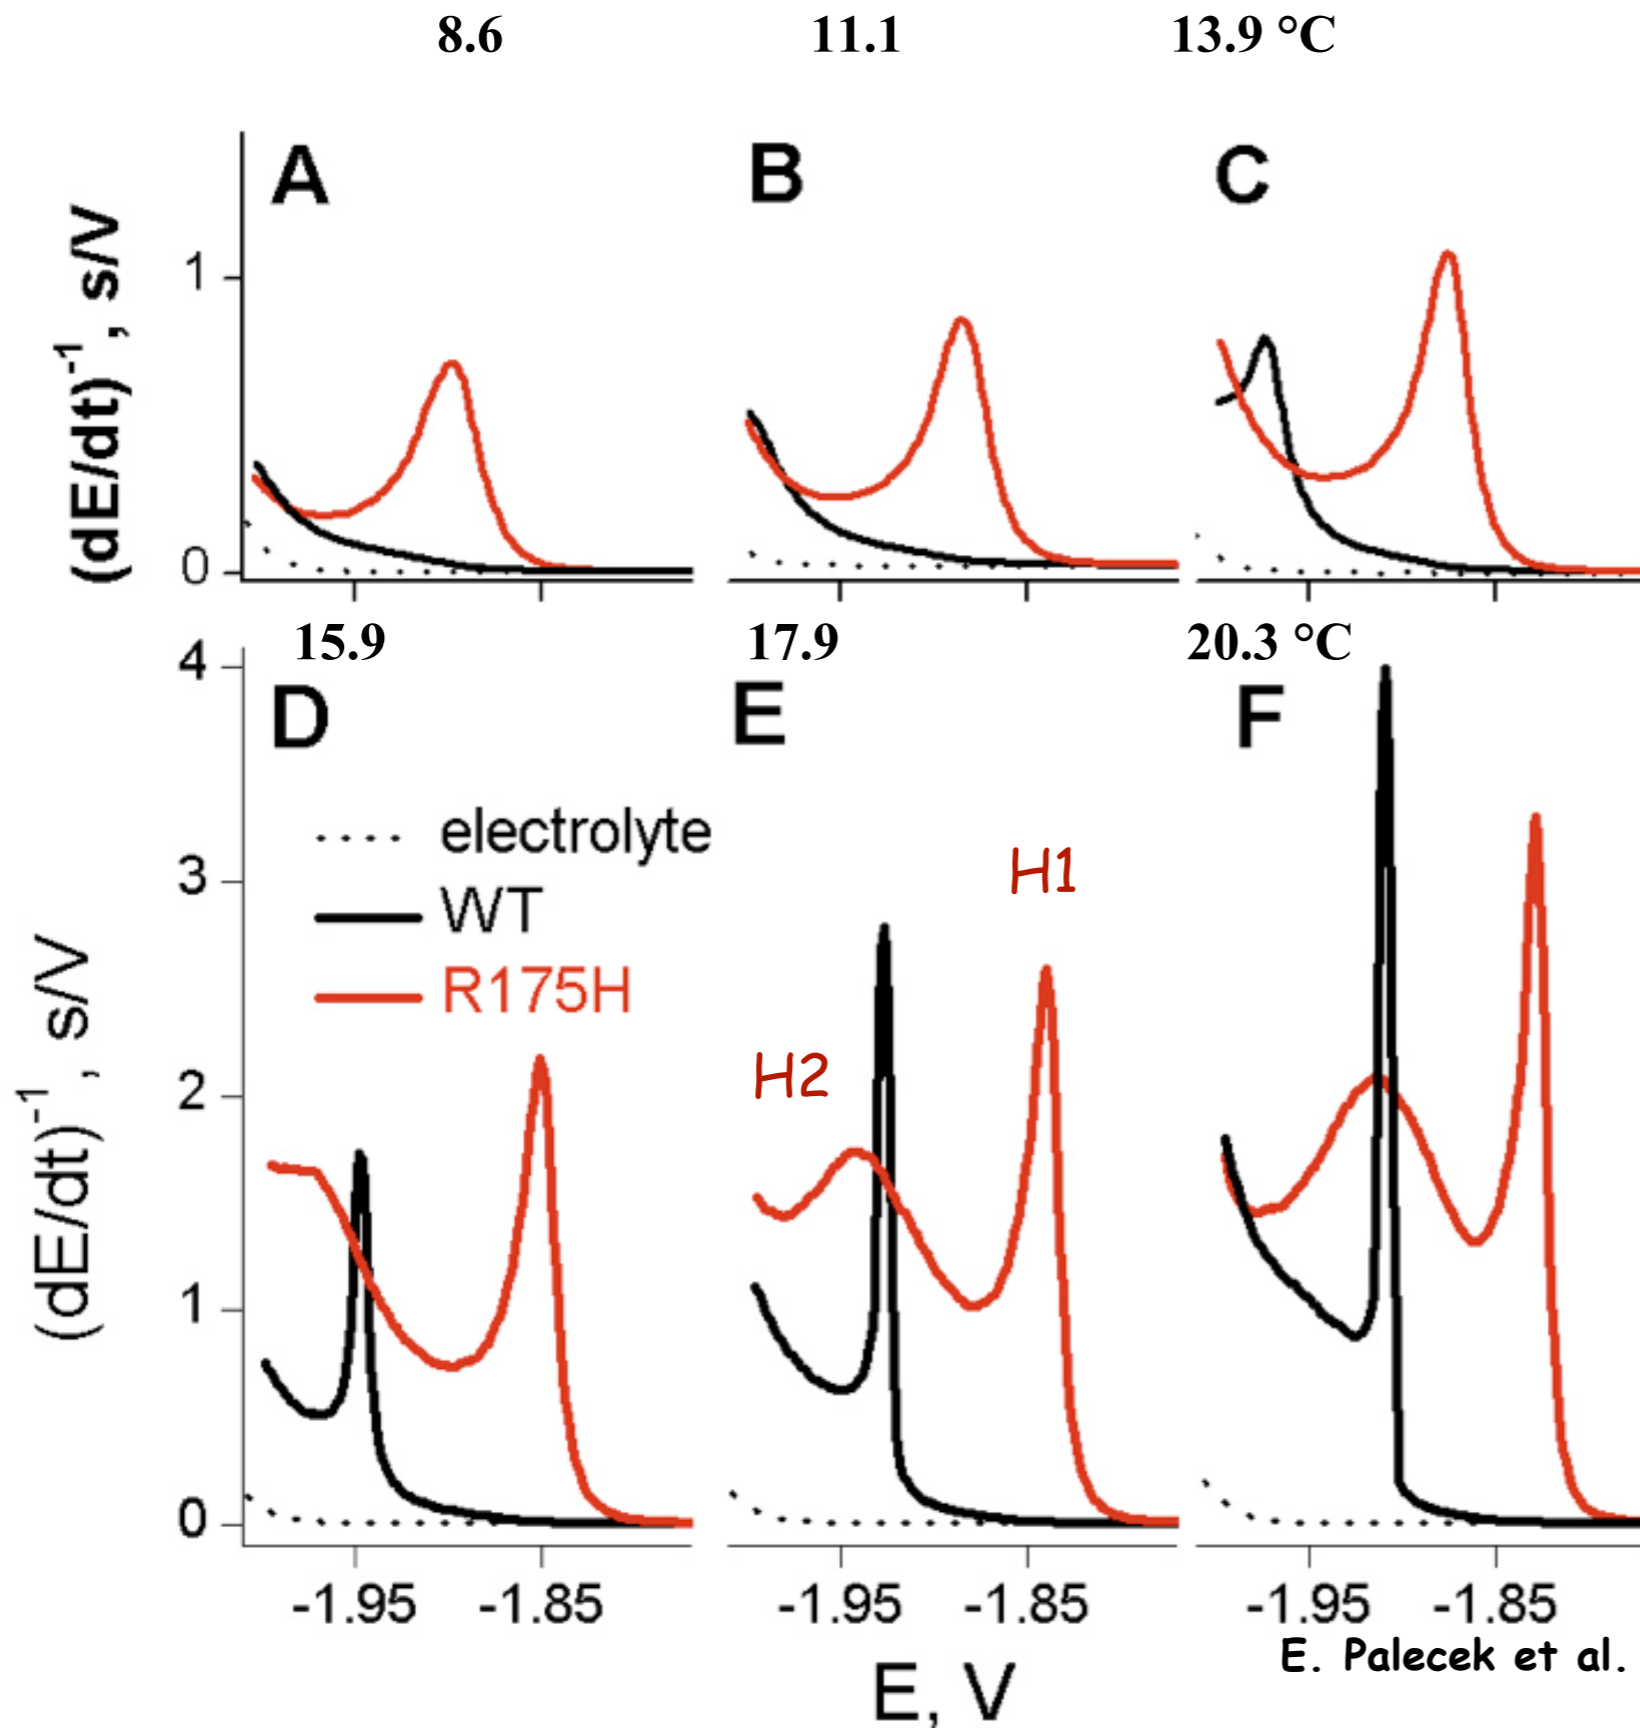 8.6 11.1 13.9 °C
A B C
(dE/dt)⁻¹, s/V
1
0
15.9 17.9 20.3 °C
D E F
(dE/dt)⁻¹, s/V
4
3
2
1
0
electrolyte
WT
R175H
H2
H1
-1.95 -1.85 -1.95 -1.85 -1.95 -1.85
E. Palecek et al.
E, V